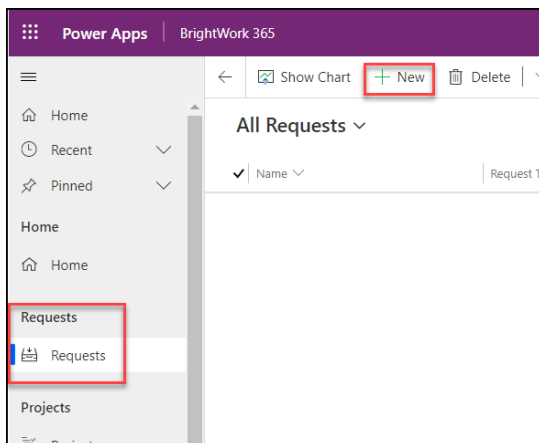 Power Apps BrightWork 365
Show Chart New Delete
Home
All Requests
Recent
Name Request T
Pinned
Home
Home
Requests
Requests
Projects